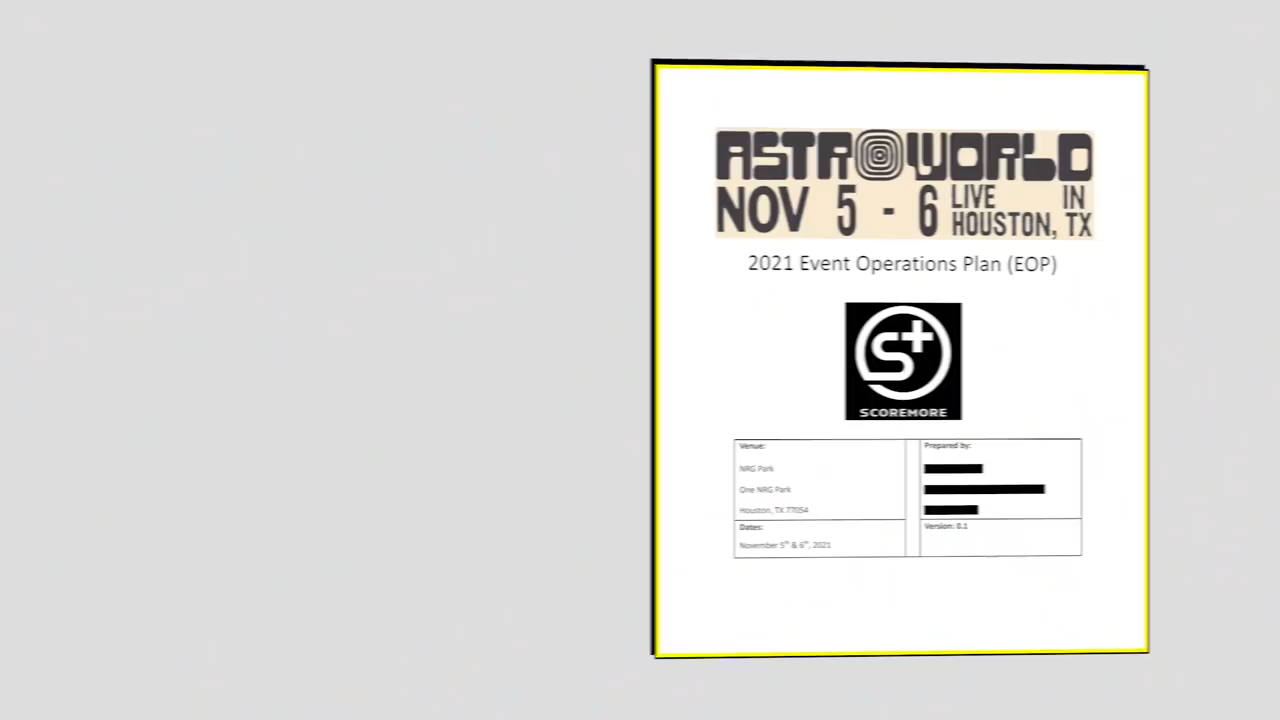 ASTROWORLD
NOV 5 - 6 LIVE IN
HOUSTON, TX
2021 Event Operations Plan (EOP)
S+
SCOREMORE
Venue:
NRG Park
One NRG Park
Houston, TX 77054
Dates:
November 5th & 6th, 2021
Prepared by:
Version: 0.1